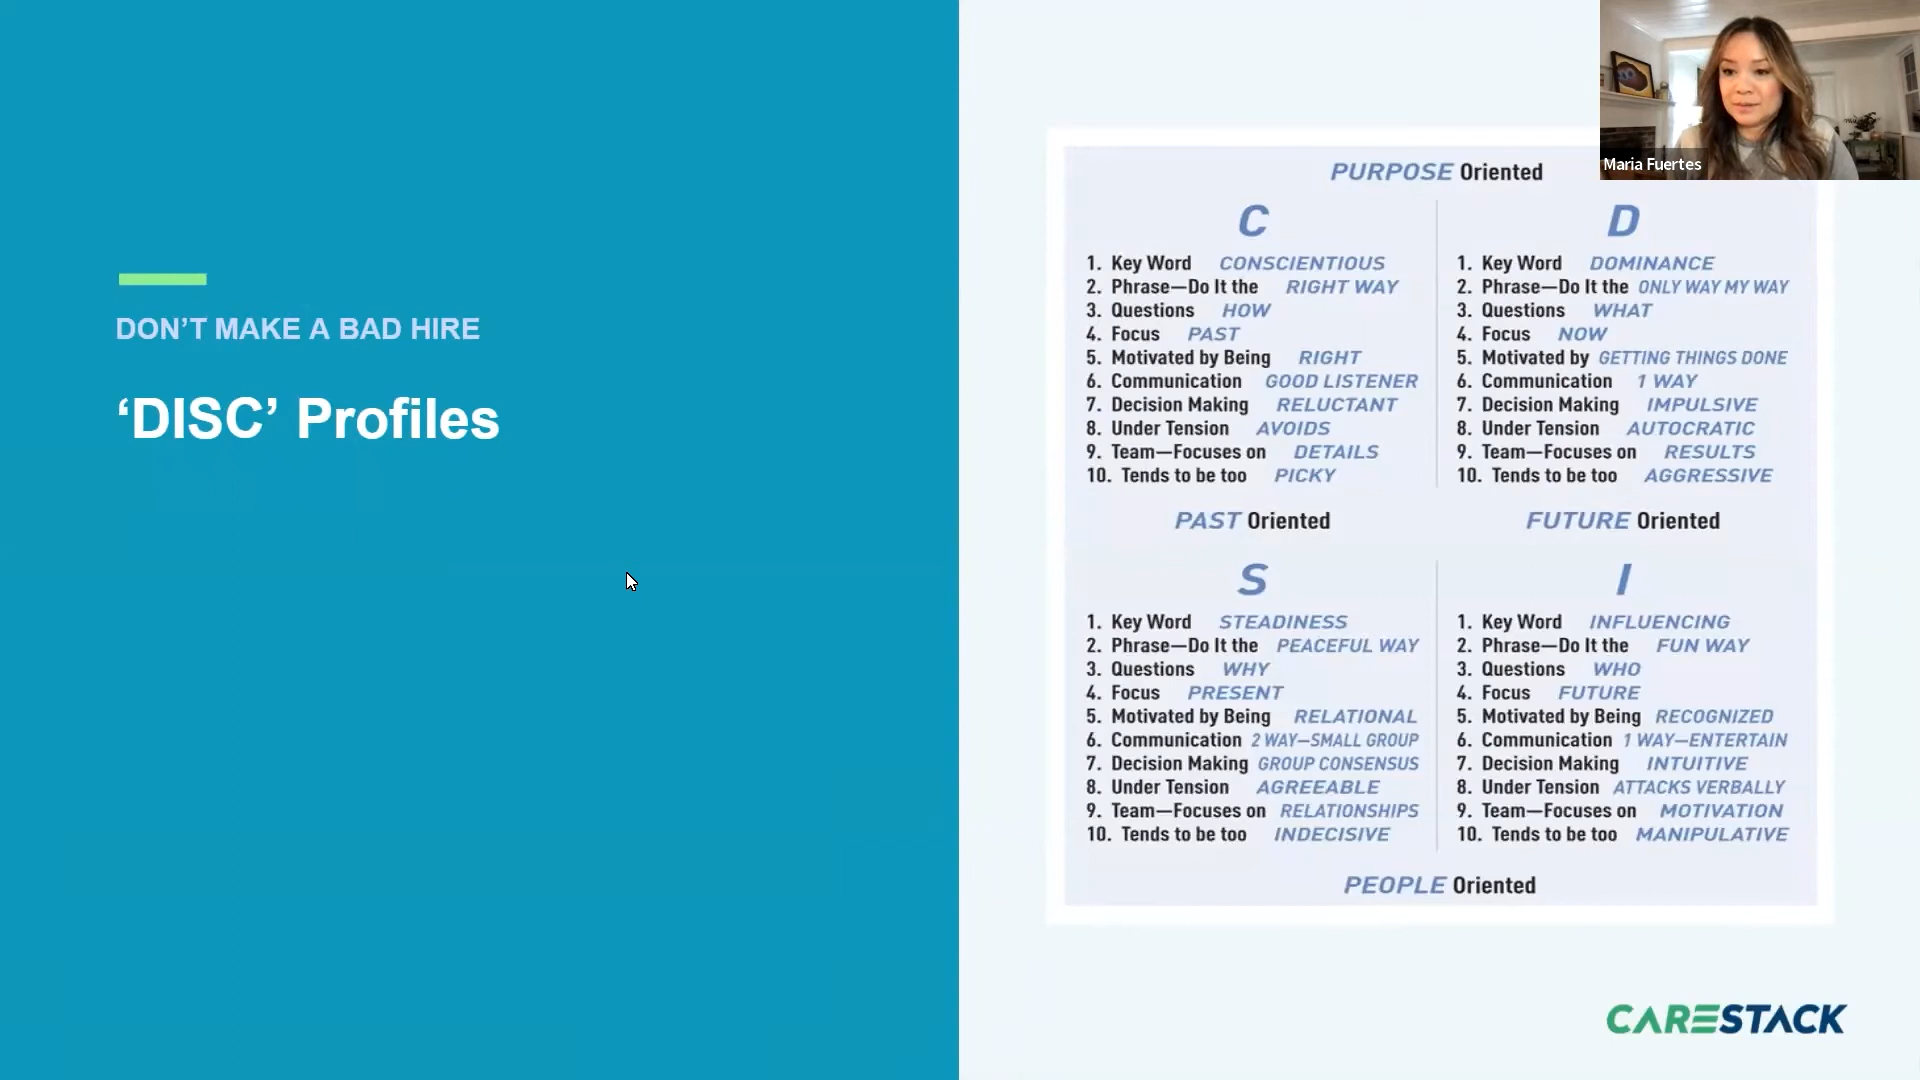 DON'T MAKE A BAD HIRE
‘DISC’ Profiles
PURPOSE Oriented
C
1. Key Word CONSCIENTIOUS
2. Phrase—Do It the RIGHT WAY
3. Questions HOW
4. Focus PAST
5. Motivated by Being RIGHT
6. Communication GOOD LISTENER
7. Decision Making RELUCTANT
8. Under Tension AVOIDS
9. Team—Focuses on DETAILS
10. Tends to be too PICKY
PAST Oriented
D
1. Key Word DOMINANCE
2. Phrase—Do It the ONLY WAY MY WAY
3. Questions WHAT
4. Focus NOW
5. Motivated by GETTING THINGS DONE
6. Communication 1 WAY
7. Decision Making IMPULSIVE
8. Under Tension AUTOCRATIC
9. Team—Focuses on RESULTS
10. Tends to be too AGGRESSIVE
FUTURE Oriented
S
1. Key Word STEADINESS
2. Phrase—Do It the PEACEFUL WAY
3. Questions WHY
4. Focus PRESENT
5. Motivated by Being RELATIONAL
6. Communication 2 WAY—SMALL GROUP
7. Decision Making GROUP CONSENSUS
8. Under Tension AGREEABLE
9. Team—Focuses on RELATIONSHIPS
10. Tends to be too INDECISIVE
I
1. Key Word INFLUENCING
2. Phrase—Do It the FUN WAY
3. Questions WHO
4. Focus FUTURE
5. Motivated by Being RECOGNIZED
6. Communication 1 WAY—ENTERTAIN
7. Decision Making INTUITIVE
8. Under Tension ATTACKS VERBALLY
9. Team—Focuses on MOTIVATION
10. Tends to be too MANIPULATIVE
PEOPLE Oriented
Maria Fuertes
CARESTACK